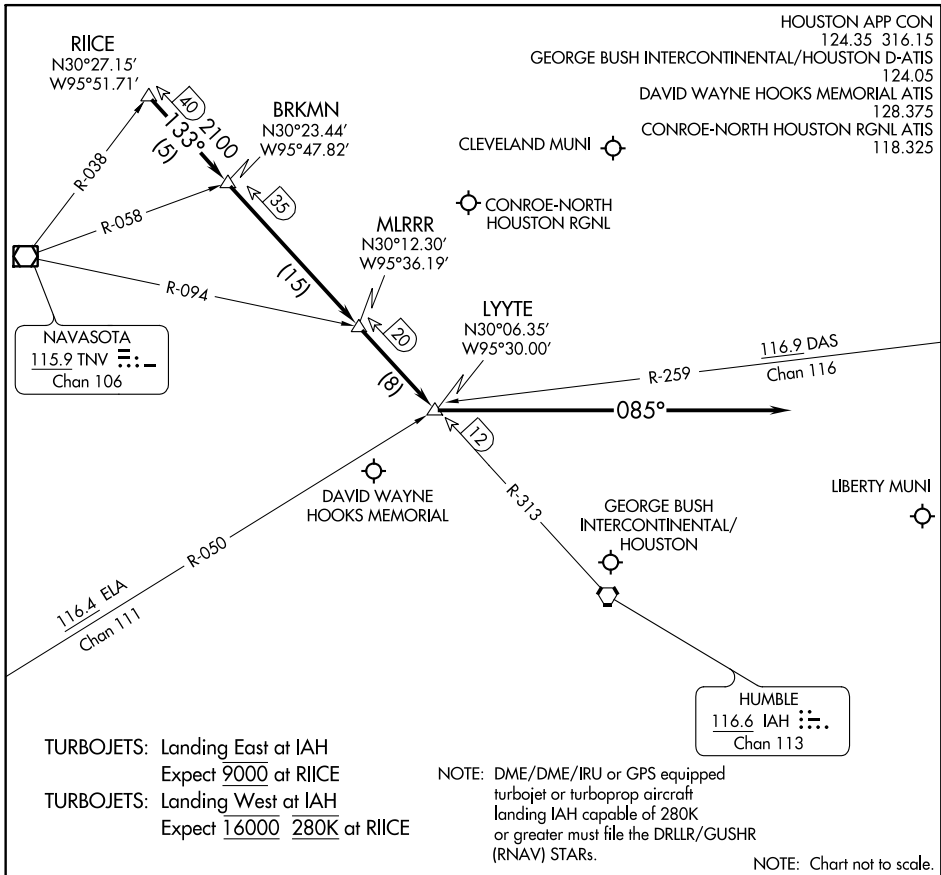 HOUSTON APP CON
124.35 316.15
GEORGE BUSH INTERCONTINENTAL/HOUSTON D-ATIS
124.05
DAVID WAYNE HOOKS MEMORIAL ATIS
128.375
CONROE-NORTH HOUSTON RGNL ATIS
118.325
RIICE
N30°27.15'
W95°51.71'
40
2100
133°
(5)
BRKMN
N30°23.44'
W95°47.82'
35
CLEVELAND MUNI
CONROE-NORTH
HOUSTON RGNL
R-038
R-058
R-094
(15)
MLRRR
N30°12.30'
W95°36.19'
20
(8)
NAVASOTA
115.9 TNV
Chan 106
LYYTE
N30°06.35'
W95°30.00'
116.9 DAS
Chan 116
R-259
085°
12
R-313
DAVID WAYNE
HOOKS MEMORIAL
R-050
116.4 ELA
Chan 111
GEORGE BUSH
INTERCONTINENTAL/
HOUSTON
LIBERTY MUNI
HUMBLE
116.6 IAH
Chan 113
TURBOJETS: Landing East at IAH
Expect 9000 at RIICE
TURBOJETS: Landing West at IAH
Expect 16000 280K at RIICE
NOTE: DME/DME/IRU or GPS equipped
turbojet or turboprop aircraft
landing IAH capable of 280K
or greater must file the DRLLR/GUSHR
(RNAV) STARs.
NOTE: Chart not to scale.